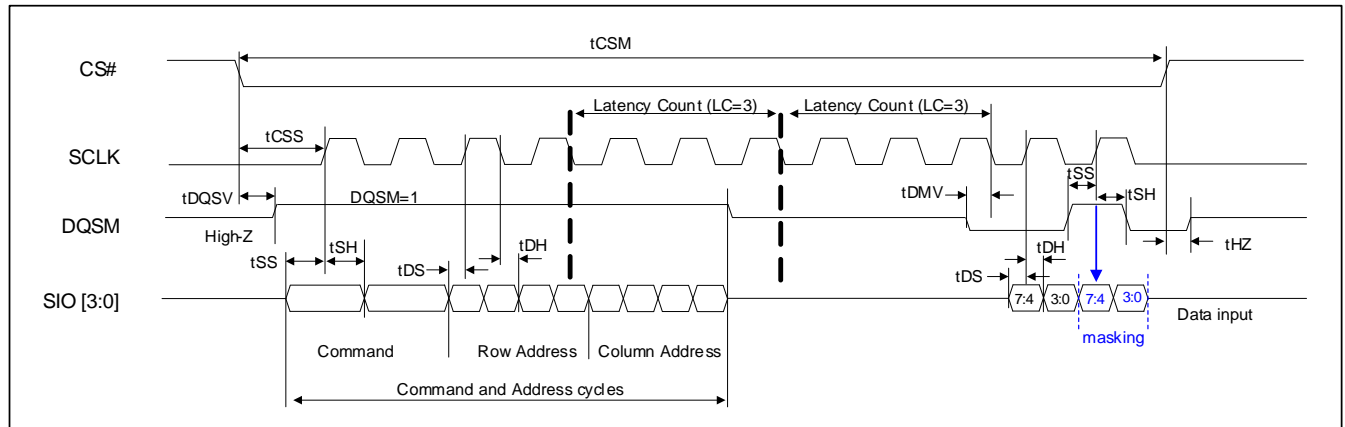 tCSM
CS#
Latency Count (LC=3)
Latency Count (LC=3)
tCSS
SCLK
tSS
tDQSV
DQSM=1
tDMV
tSH
DQSM
High-Z
tSH
tDH
tDH
tHZ
tSS
tDS
tDS
SIO [3:0]
7:4
3:0
7:4
3:0
Data input
masking
Command
Row Address
Column Address
Command and Address cycles